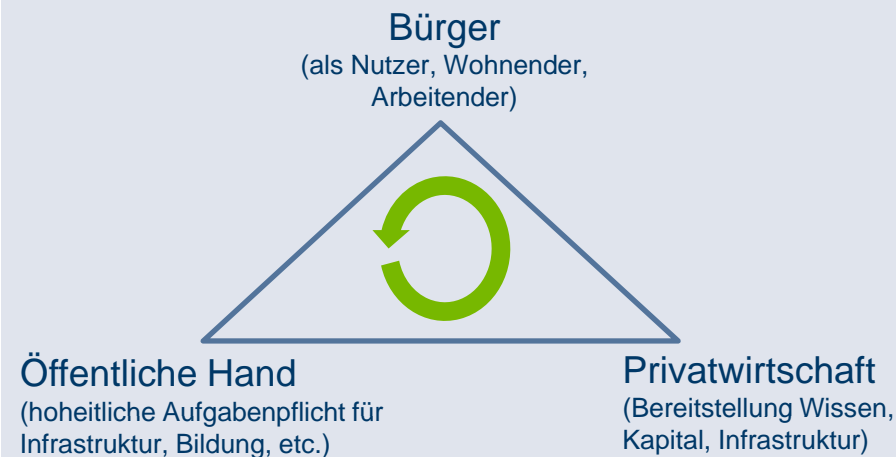 Bürger
(als Nutzer, Wohnender,
Arbeitender)
Öffentliche Hand
(hoheitliche Aufgabenpflicht für
Infrastruktur, Bildung, etc.)
Privatwirtschaft
(Bereitstellung Wissen,
Kapital, Infrastruktur)